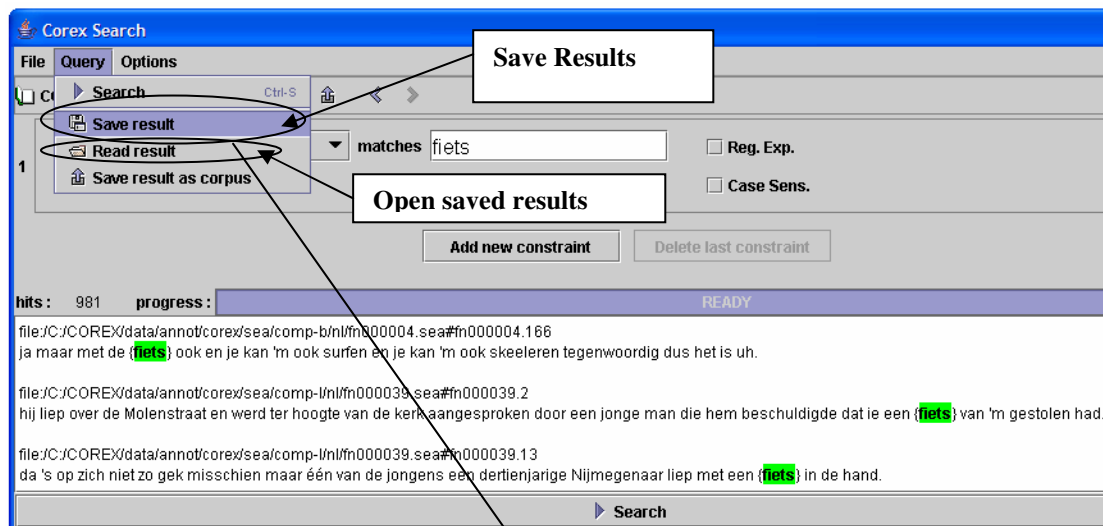 Corex Search
Save Results
File Query Options
Search Ctrl-S
Save result
Read result
Save result as corpus
1 matches fiets Reg. Exp.
Case Sens.
Open saved results
Add new constraint Delete last constraint
hits : 981 progress : READY
file:/C:/COREX/data/annot/corex/sea/comp-b/nl/fn000004.sea#fn000004.166
ja maar met de {fiets} ook en je kan 'm ook surfen en je kan 'm ook skeeleren tegenwoordig dus het is uh.
file:/C:/COREX/data/annot/corex/sea/comp-l/nl/fn000039.sea#fn000039.2
hij liep over de Molenstraat en werd ter hoogte van de kerk aangesproken door een jonge man die hem beschuldigde dat ie een {fiets} van 'm gestolen had.
file:/C:/COREX/data/annot/corex/sea/comp-l/nl/fn000039.sea#fn000039.13
da 's op zich niet zo gek misschien maar één van de jongens een dertienjarige Nijmegenaar liep met een {fiets} in de hand.
Search